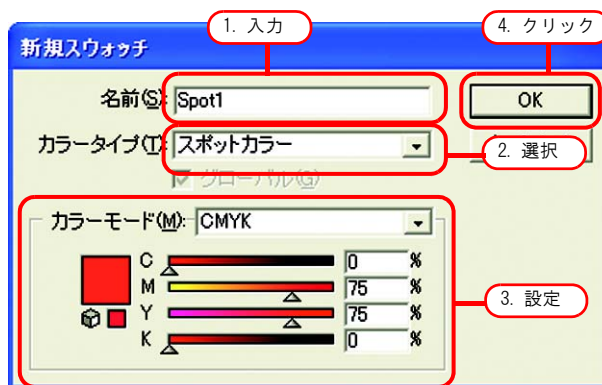 1. 入力
4. クリック
新規スウォッチ
名前(S): Spot1
OK
カラータイプ(T): スポットカラー
2. 選択
グローバル(G)
カラーモード(M): CMYK
C 0 %
M 75 %
Y 75 %
K 0 %
3. 設定